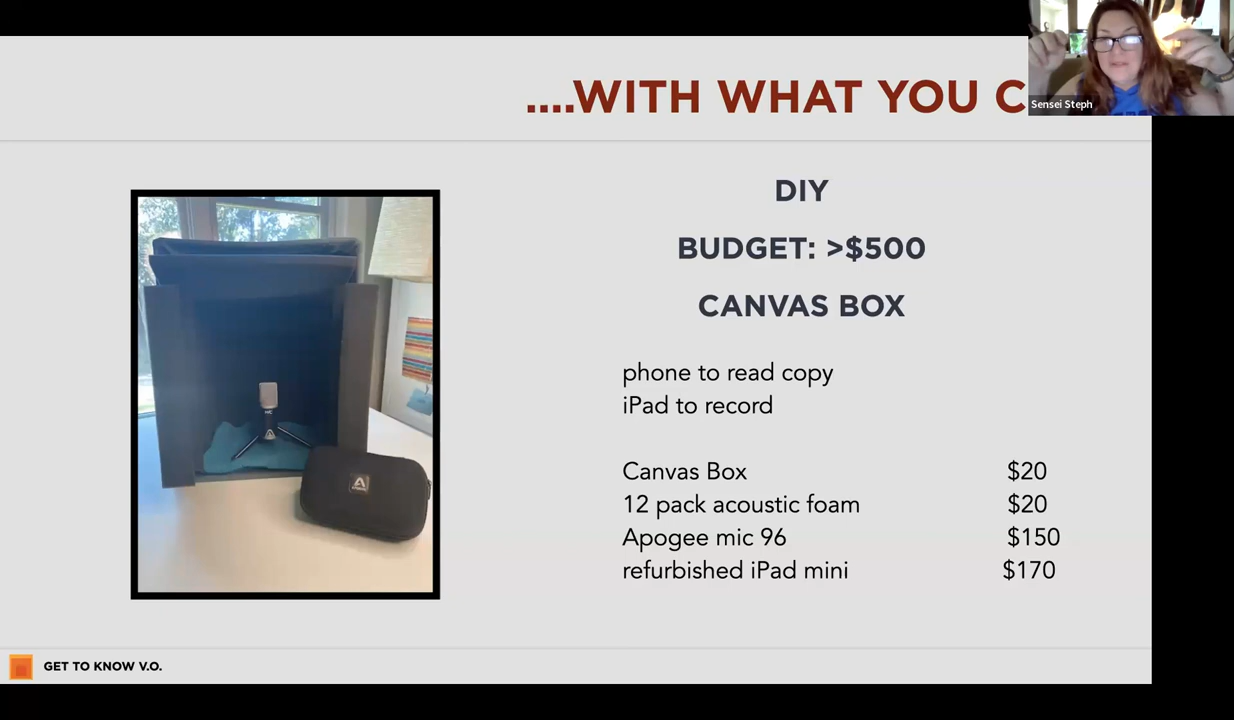 ....WITH WHAT YOU C
Sensei Steph
DIY
BUDGET: >$500
CANVAS BOX
phone to read copy
iPad to record
Canvas Box $20
12 pack acoustic foam $20
Apogee mic 96 $150
refurbished iPad mini $170
GET TO KNOW V.O.